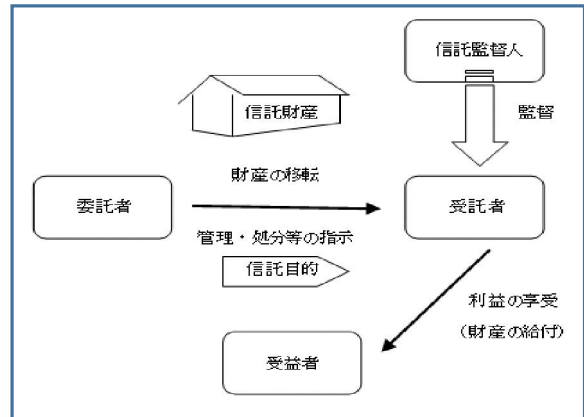 信託監督人
信託財産
監督
財産の移転
委託者
受託者
管理・処分等の指示
信託目的
利益の享受
（財産の給付）
受益者